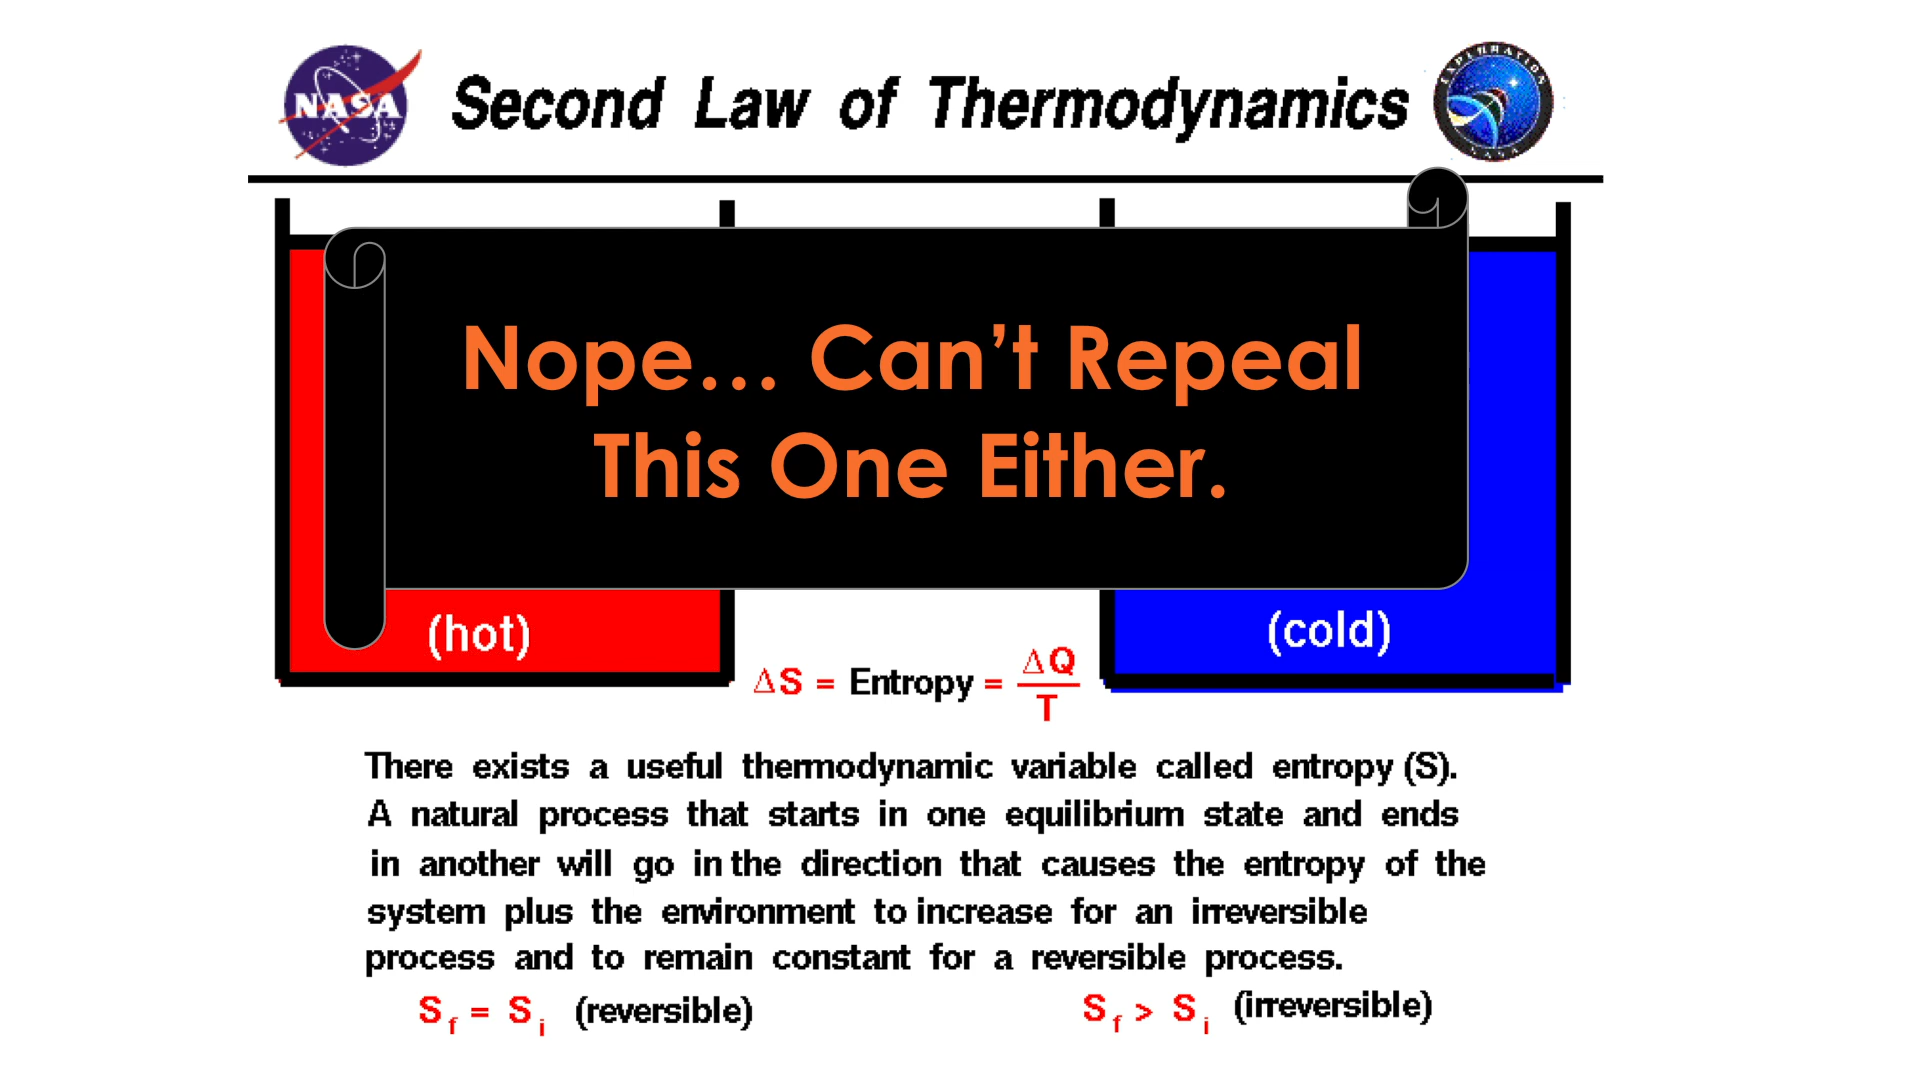 NASA
Second Law of Thermodynamics
EXPLORATION
NASA
Nope… Can’t Repeal
This One Either.
(hot)
(cold)
ΔS = Entropy = ΔQ
T
There exists a useful thermodynamic variable called entropy (S).
A natural process that starts in one equilibrium state and ends
in another will go in the direction that causes the entropy of the
system plus the environment to increase for an irreversible
process and to remain constant for a reversible process.
S f = S i (reversible)
S f > S i (irreversible)